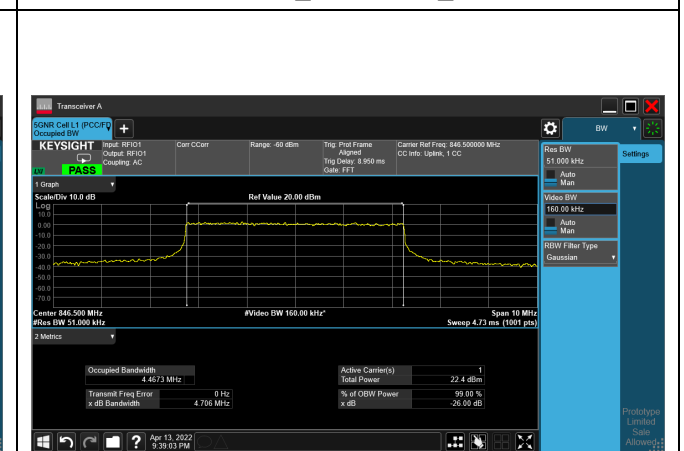 Transceiver A
5GNR Cell L1 (PCC/FD
Occupied BW
BW
KEYSIGHT
LXI
PASS
Input: RFIO1
Output: RFIO1
Coupling: AC
Corr CCorr
Range: -60 dBm
Trig: Prot Frame
Aligned
Trig Delay: 8.950 ms
Gate: FFT
Carrier Ref Freq: 846.500000 MHz
CC Info: Uplink, 1 CC
Res BW
51.000 kHz
Auto
Man
Settings
Video BW
160.00 kHz
Auto
Man
RBW Filter Type
Gaussian
1 Graph
Scale/Div 10.0 dB
Ref Value 20.00 dBm
Log
10.0
0.00
-10.0
-20.0
-30.0
-40.0
-50.0
-60.0
-70.0
Center 846.500 MHz
#Video BW 160.00 kHz*
Span 10 MHz
#Res BW 51.000 kHz
Sweep 4.73 ms (1001 pts)
2 Metrics
Occupied Bandwidth
4.4673 MHz
Active Carrier(s) 1
Total Power 22.4 dBm
Transmit Freq Error 0 Hz
x dB Bandwidth 4.706 MHz
% of OBW Power 99.00 %
x dB -26.00 dB
Apr 13, 2022
9:39:03 PM
Prototype
Limited
Sale
Allowed